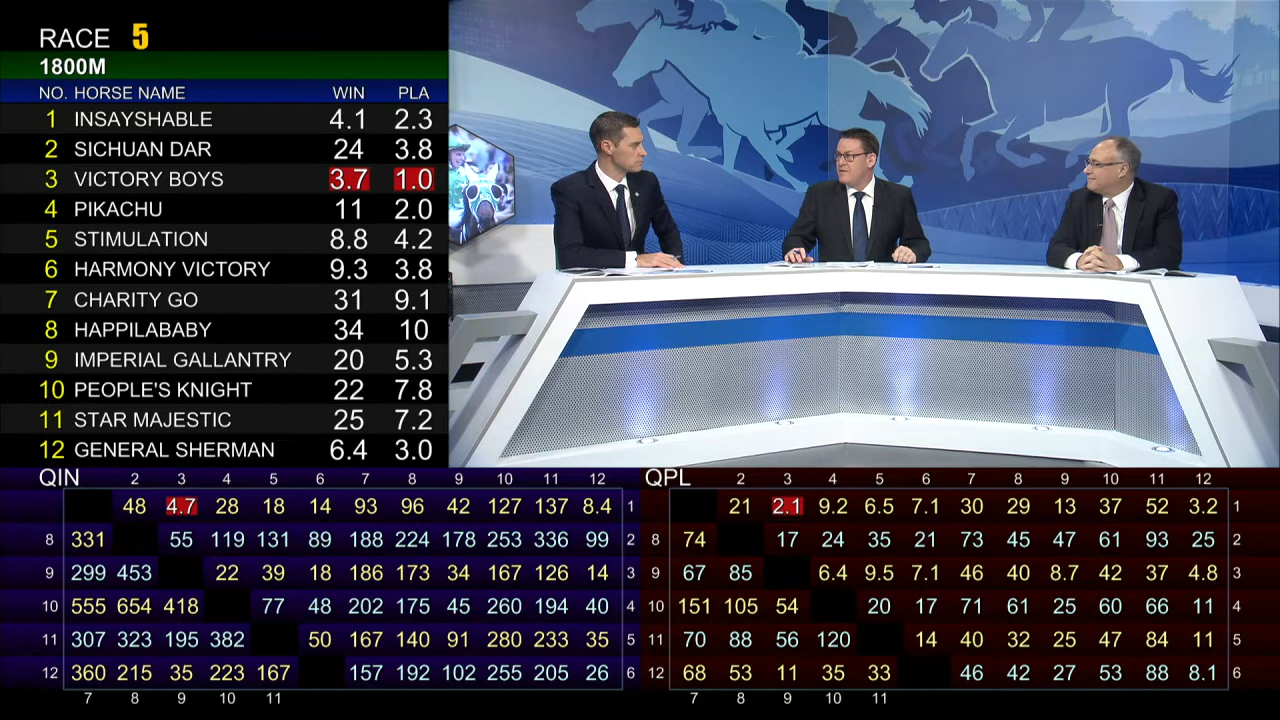 RACE 5
1800M
NO. HORSE NAME WIN PLA
1 INSAYSHABLE 4.1 2.3
2 SICHUAN DAR 24 3.8
3 VICTORY BOYS 3.7 1.0
4 PIKACHU 11 2.0
5 STIMULATION 8.8 4.2
6 HARMONY VICTORY 9.3 3.8
7 CHARITY GO 31 9.1
8 HAPPILABABY 34 10
9 IMPERIAL GALLANTRY 20 5.3
10 PEOPLE'S KNIGHT 22 7.8
11 STAR MAJESTIC 25 7.2
12 GENERAL SHERMAN 6.4 3.0
QIN 2 3 4 5 6 7 8 9 10 11 12
48 4.7 28 18 14 93 96 42 127 137 8.4 1
8 331 55 119 131 89 188 224 178 253 336 99 2
9 299 453 22 39 18 186 173 34 167 126 14 3
10 555 654 418 77 48 202 175 45 260 194 40 4
11 307 323 195 382 50 167 140 91 280 233 35 5
12 360 215 35 223 167 157 192 102 255 205 26 6
7 8 9 10 11
QPL 2 3 4 5 6 7 8 9 10 11 12
21 2.1 9.2 6.5 7.1 30 29 13 37 52 3.2 1
8 74 17 24 35 21 73 45 47 61 93 25 2
9 67 85 6.4 9.5 7.1 46 40 8.7 42 37 4.8 3
10 151 105 54 20 17 71 61 25 60 66 11 4
11 70 88 56 120 14 40 32 25 47 84 11 5
12 68 53 11 35 33 46 42 27 53 88 8.1 6
7 8 9 10 11